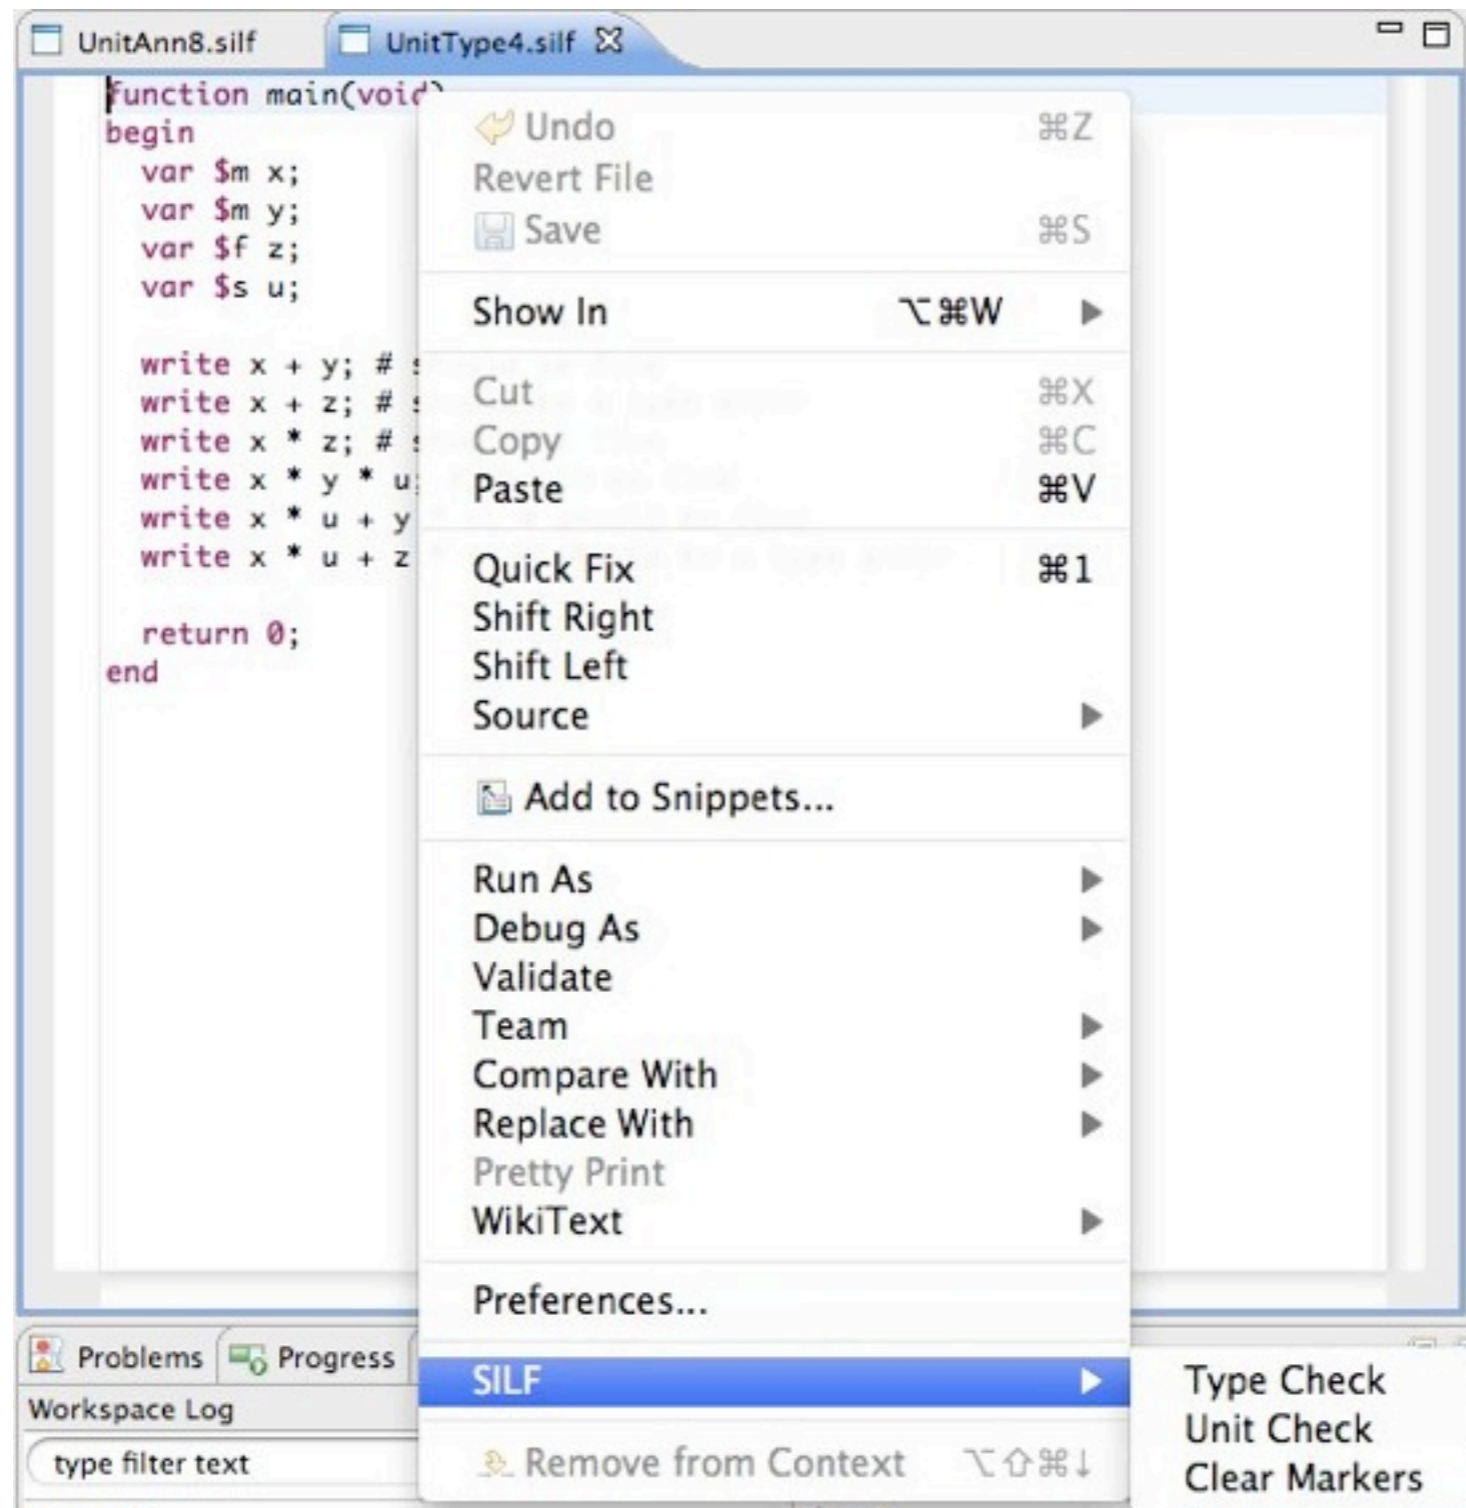 UnitAnn8.silf
UnitType4.silf
function main(void)
begin
var $m x;
var $m y;
var $f z;
var $s u;
write x + y; #
write x + z; #
write x * z; #
write x * y * u;
write x * u + y
write x * u + z
return 0;
end
Undo ⌘Z
Revert File
Save ⌘S
Show In ⌥⌘W
Cut ⌘X
Copy ⌘C
Paste ⌘V
Quick Fix ⌘1
Shift Right
Shift Left
Source
Add to Snippets...
Run As
Debug As
Validate
Team
Compare With
Replace With
Pretty Print
WikiText
Preferences...
SILF
Remove from Context ⌥⇧⌘↓
Type Check
Unit Check
Clear Markers
Problems
Progress
Workspace Log
type filter text